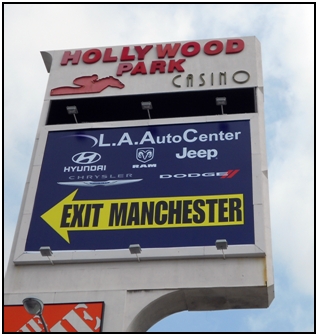 HOLLYWOOD
PARK
CASINO
L.A.AutoCenter
HYUNDAI
RAM
Jeep
CHRYSLER
DODGE
EXIT MANCHESTER